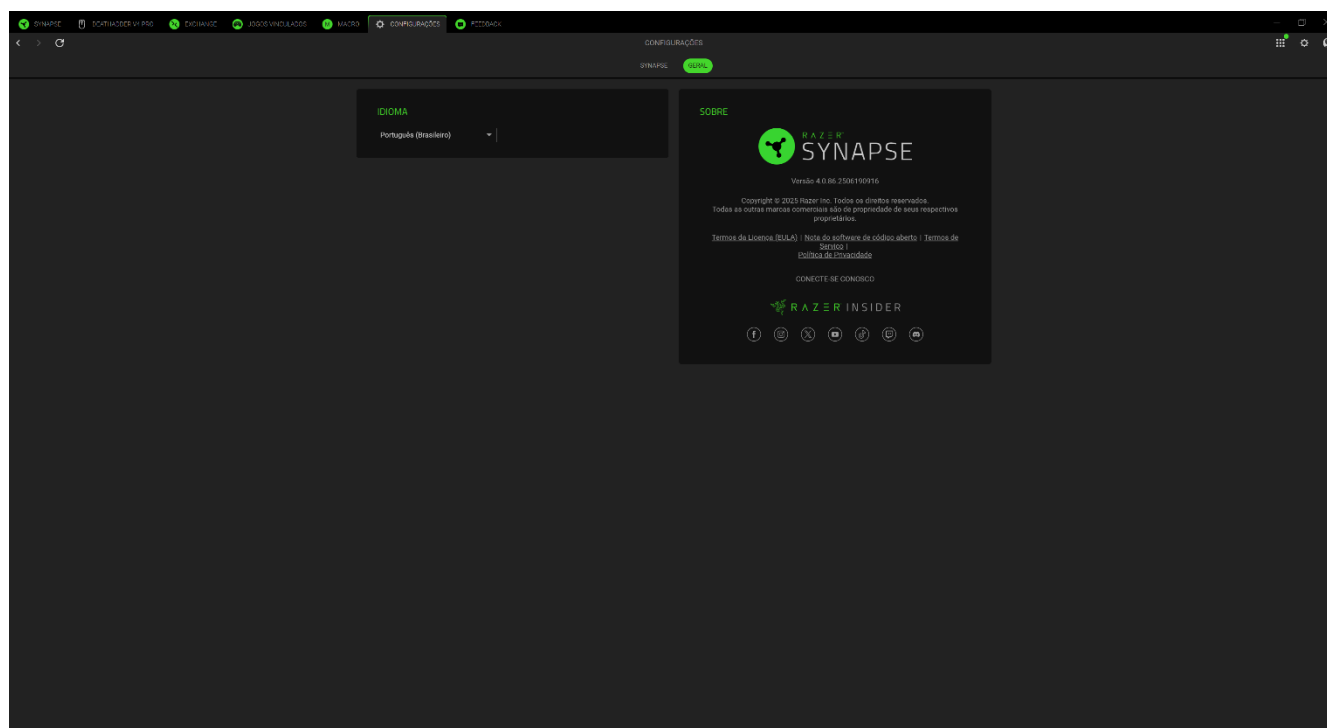 SYNAPSE DEATHADDER V4 PRO EXCHANGE JOGOS VINCULADOS MACRO CONFIGURAÇÕES FEEDBACK
CONFIGURAÇÕES
SYNAPSE GERAL
IDIOMA
Português (Brasileiro)
SOBRE
RAZER
SYNAPSE
Versão 4.0.86.2506190916
Copyright © 2025 Razer Inc. Todos os direitos reservados.
Todas as outras marcas comerciais são de propriedade de seus respectivos
proprietários.
Termos da Licença (EULA) | Note do software de código aberto | Termos de
Serviço |
Política de Privacidade
CONECTE-SE CONOSCO
RAZER INSIDER